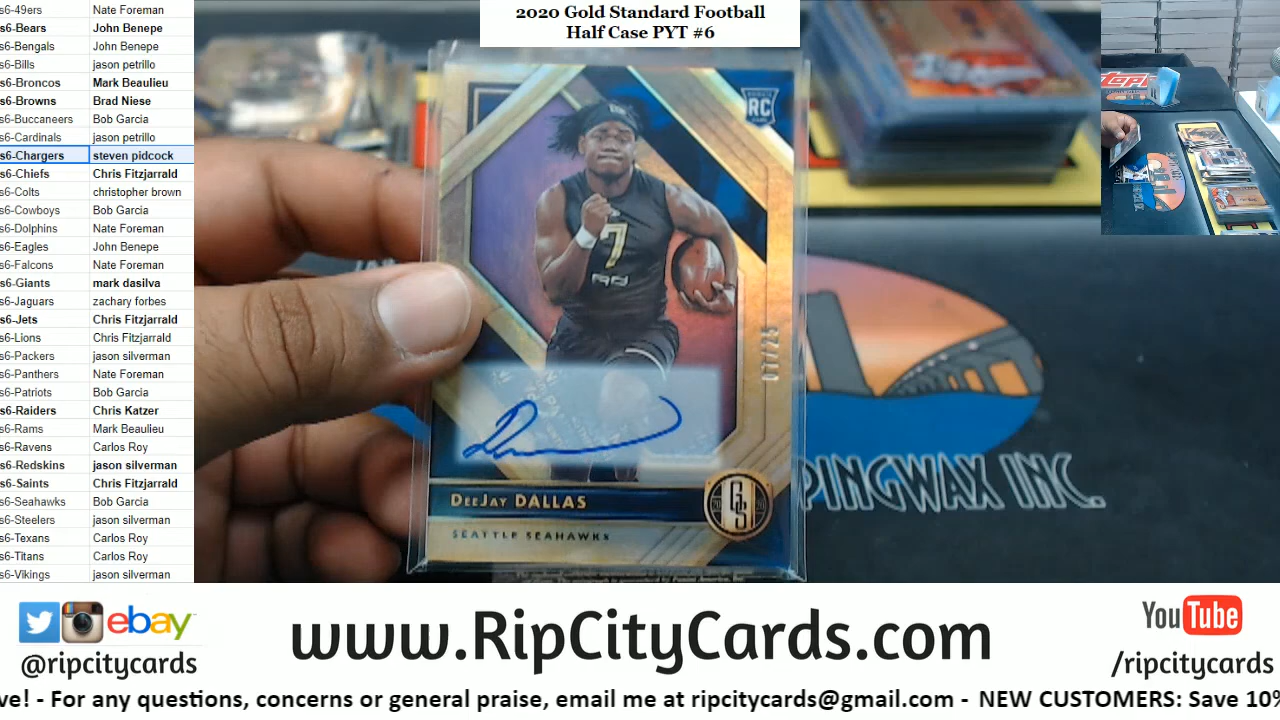 2020 Gold Standard Football
Half Case PYT #6
s6-49ers Nate Foreman
s6-Bears John Benepe
s6-Bengals John Benepe
s6-Bills jason petrillo
s6-Broncos Mark Beaulieu
s6-Browns Brad Niese
s6-Buccaneers Bob Garcia
s6-Cardinals jason petrillo
s6-Chargers steven pidcock
s6-Chiefs Chris Fitzjarrald
s6-Colts christopher brown
s6-Cowboys Bob Garcia
s6-Dolphins Nate Foreman
s6-Eagles John Benepe
s6-Falcons Nate Foreman
s6-Giants mark dasilva
s6-Jaguars zachary forbes
s6-Jets Chris Fitzjarrald
s6-Lions Chris Fitzjarrald
s6-Packers jason silverman
s6-Panthers Nate Foreman
s6-Patriots Bob Garcia
s6-Raiders Chris Katzer
s6-Rams Mark Beaulieu
s6-Ravens Carlos Roy
s6-Redskins jason silverman
s6-Saints Chris Fitzjarrald
s6-Seahawks Bob Garcia
s6-Steelers jason silverman
s6-Texans Carlos Roy
s6-Titans Carlos Roy
s6-Vikings jason silverman
RC
7
07/25
DEEJAY DALLAS
SEATTLE SEAHAWKS
GS
PINGWAX INC.
topps
ebay
@ripcitycards
www.RipCityCards.com
YouTube
/ripcitycards
ve! - For any questions, concerns or general praise, email me at ripcitycards@gmail.com - NEW CUSTOMERS: Save 10%